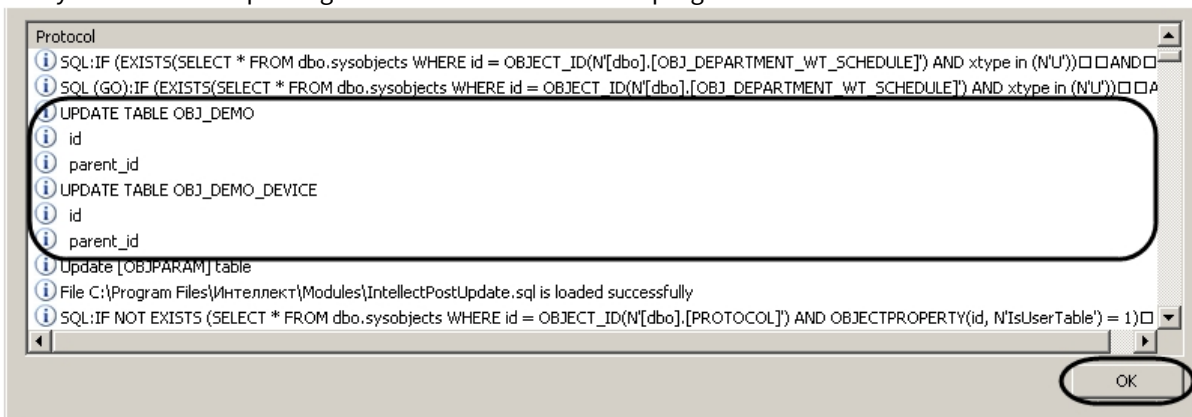 Protocol
SQL:IF (EXISTS(SELECT * FROM dbo.sysobjects WHERE id = OBJECT_ID(N'[dbo].[OBJ_DEPARTMENT_WT_SCHEDULE]') AND xtype in (N'U'))□□AND□
SQL (GO):IF (EXISTS(SELECT * FROM dbo.sysobjects WHERE id = OBJECT_ID(N'[dbo].[OBJ_DEPARTMENT_WT_SCHEDULE]') AND xtype in (N'U'))□□A
UPDATE TABLE OBJ_DEMO
id
parent_id
UPDATE TABLE OBJ_DEMO_DEVICE
id
parent_id
Update [OBJPARAM] table
File C:\Program Files\Интеллект\Modules\IntellectPostUpdate.sql is loaded successfully
SQL:IF NOT EXISTS (SELECT * FROM dbo.sysobjects WHERE id = OBJECT_ID(N'[dbo].[PROTOCOL]') AND OBJECTPROPERTY(id, N'IsUserTable') = 1)□
OK